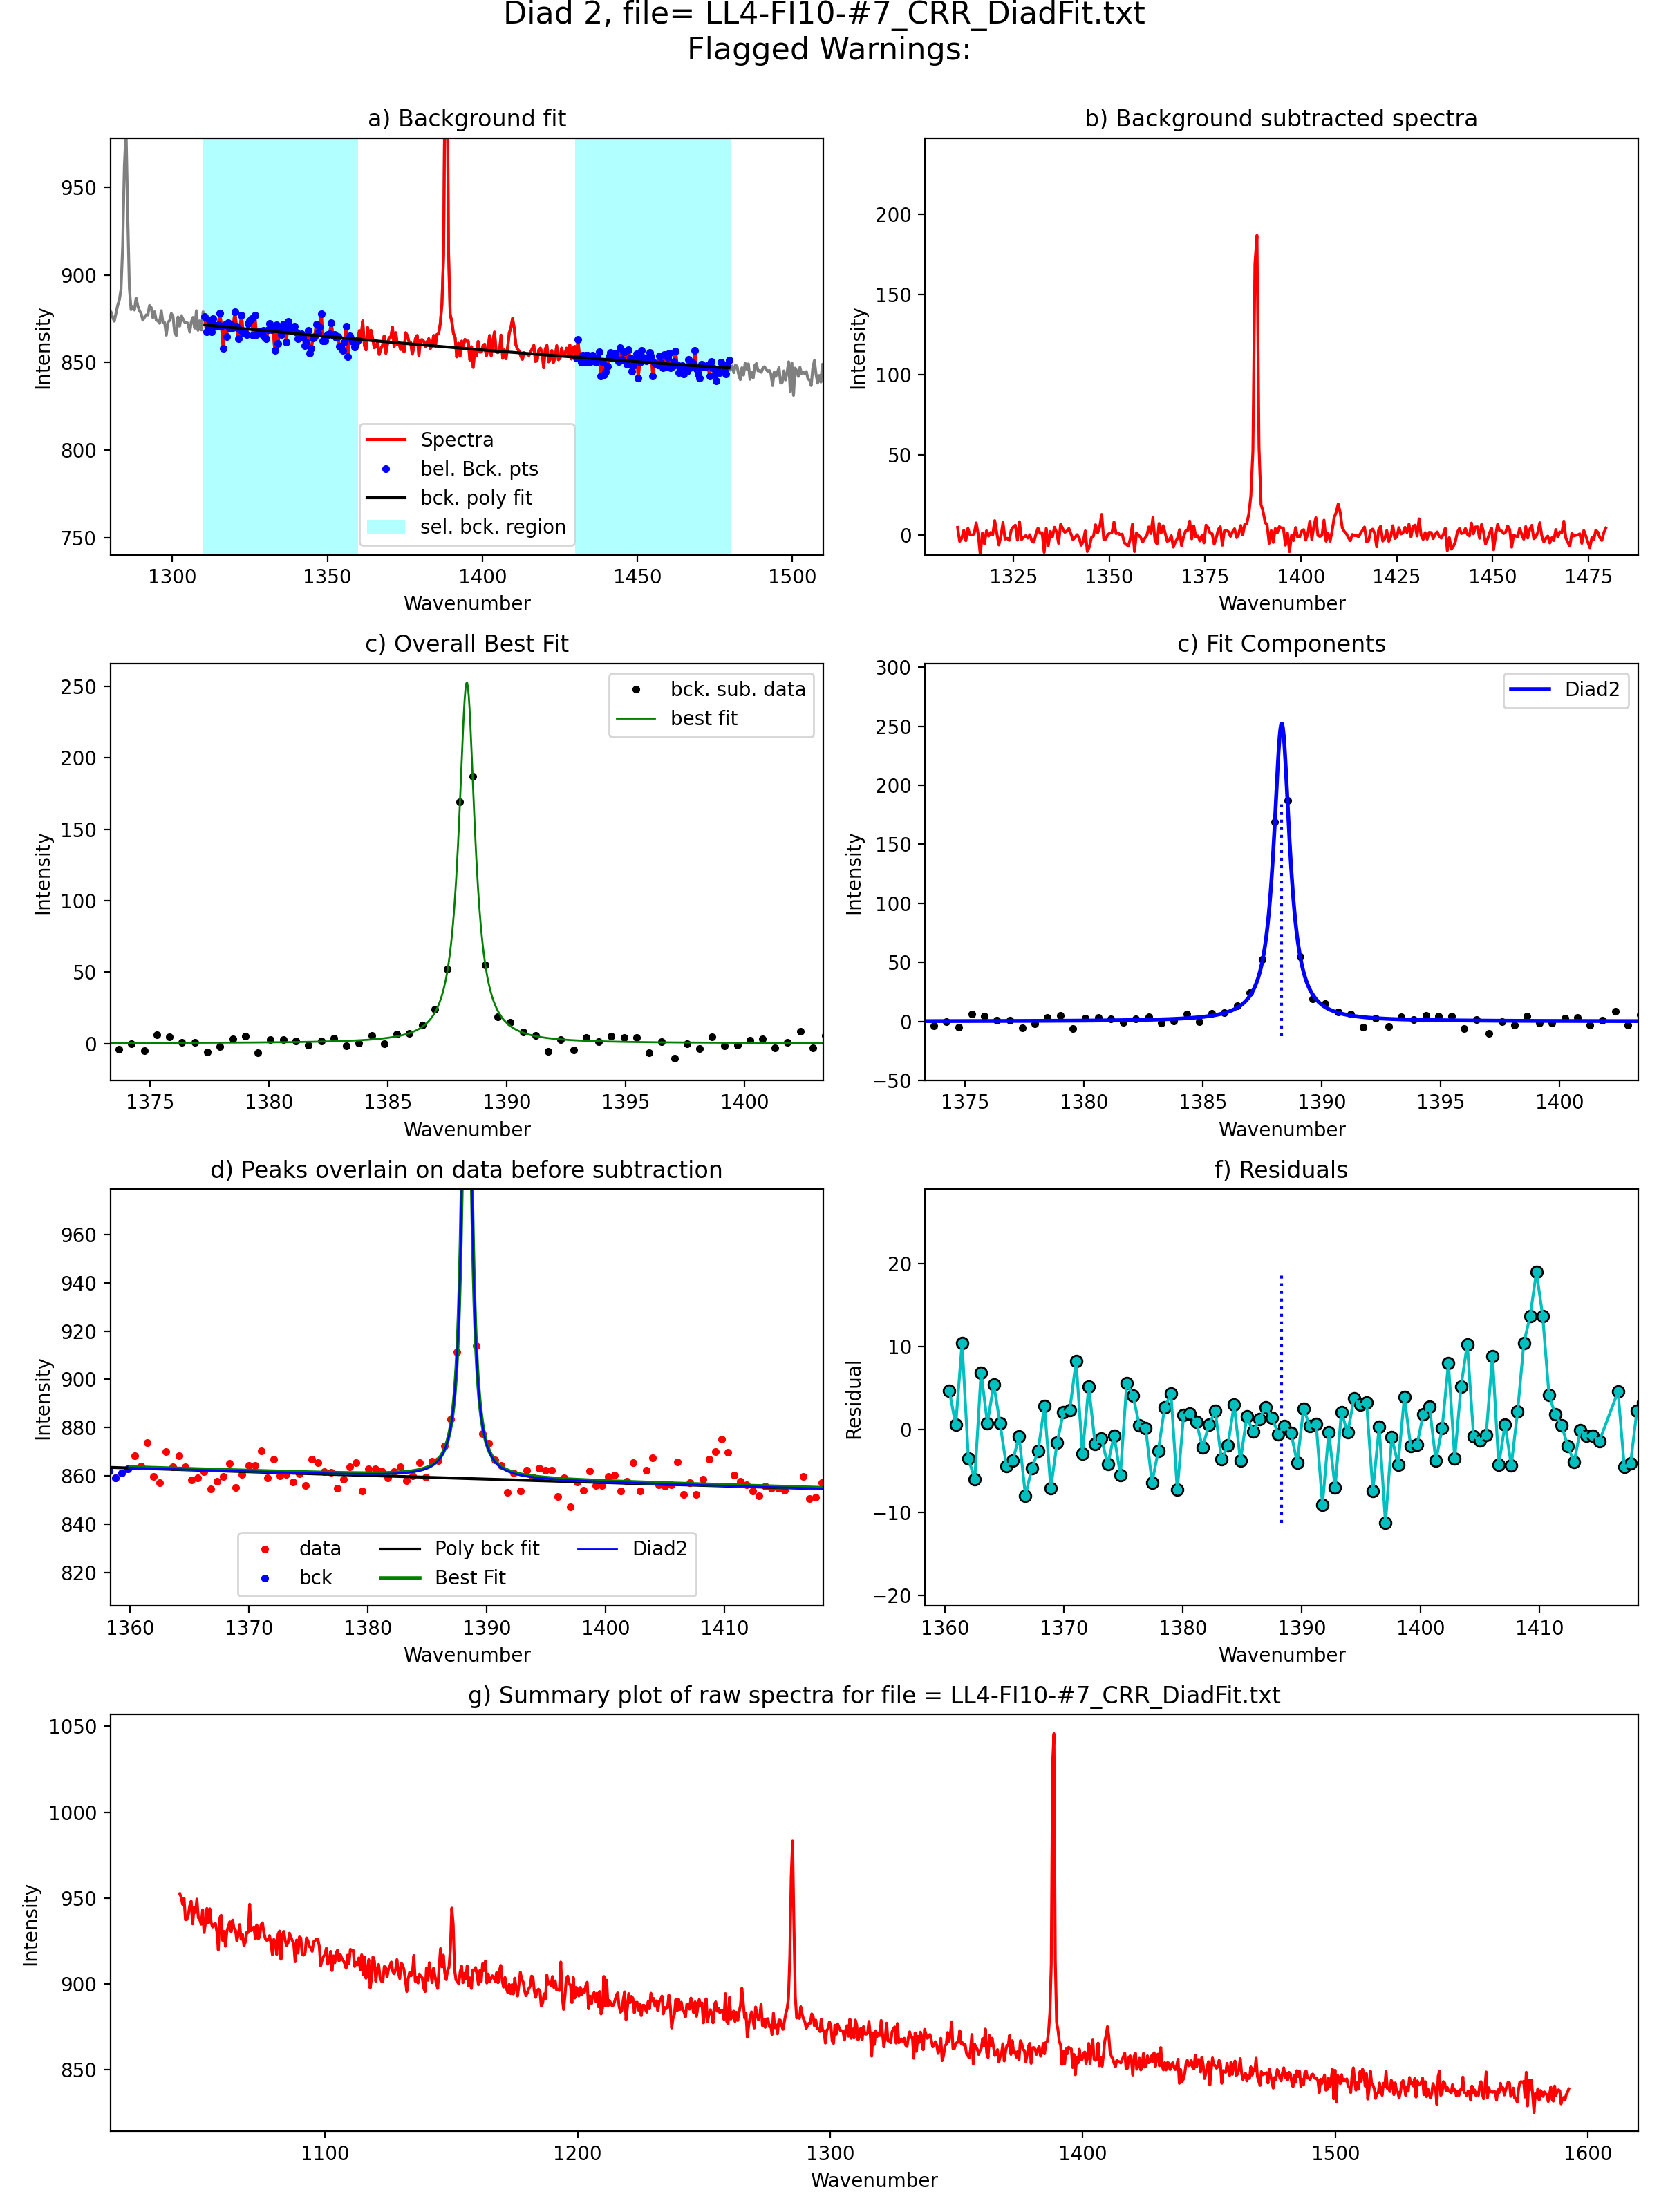 Diad 2, file= LL4-FI10-#7_CRR_DiadFit.txt
Flagged Warnings:
a) Background fit
950
900
850
800
750
Intensity
1300 1350 1400 1450 1500
Wavenumber
Spectra
bel. Bck. pts
bck. poly fit
sel. bck. region
b) Background subtracted spectra
200
150
100
50
0
Intensity
1325 1350 1375 1400 1425 1450 1475
Wavenumber
c) Overall Best Fit
250
200
150
100
50
0
Intensity
1375 1380 1385 1390 1395 1400
Wavenumber
bck. sub. data
best fit
c) Fit Components
300
250
200
150
100
50
0
−50
Intensity
1375 1380 1385 1390 1395 1400
Wavenumber
Diad2
d) Peaks overlain on data before subtraction
960
940
920
900
880
860
840
820
Intensity
1360 1370 1380 1390 1400 1410
Wavenumber
data
bck
Poly bck fit
Best Fit
Diad2
f) Residuals
20
10
0
−10
−20
Residual
1360 1370 1380 1390 1400 1410
Wavenumber
g) Summary plot of raw spectra for file = LL4-FI10-#7_CRR_DiadFit.txt
1050
1000
950
900
850
Intensity
1100 1200 1300 1400 1500 1600
Wavenumber